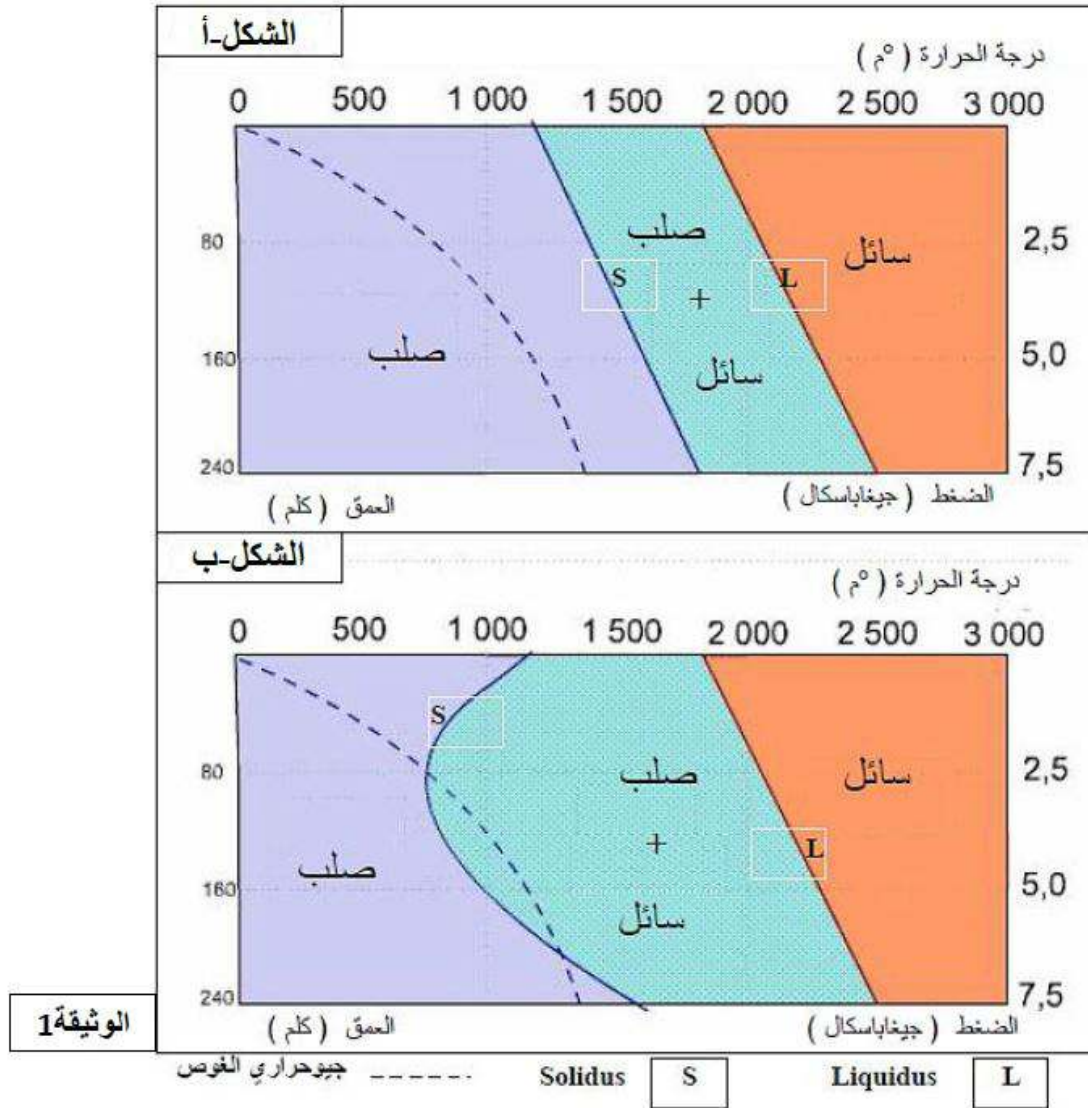 الشكل-أ
درجة الحرارة ( °م )
0 500 1 000 1 500 2 000 2 500 3 000
صلب
سائل
80 2,5
S L
+
صلب
160 5,0
سائل
240 7,5
العمق ( كلم ) الضغط ( جيغاباسكال )
الشكل-ب
درجة الحرارة ( °م )
0 500 1 000 1 500 2 000 2 500 3 000
S
80 صلب سائل 2,5
+ L
صلب
160 5,0
سائل
240 7,5
الوثيقة1
العمق ( كلم ) الضغط ( جيغاباسكال )
جيوحراري الغوص Solidus S Liquidus L